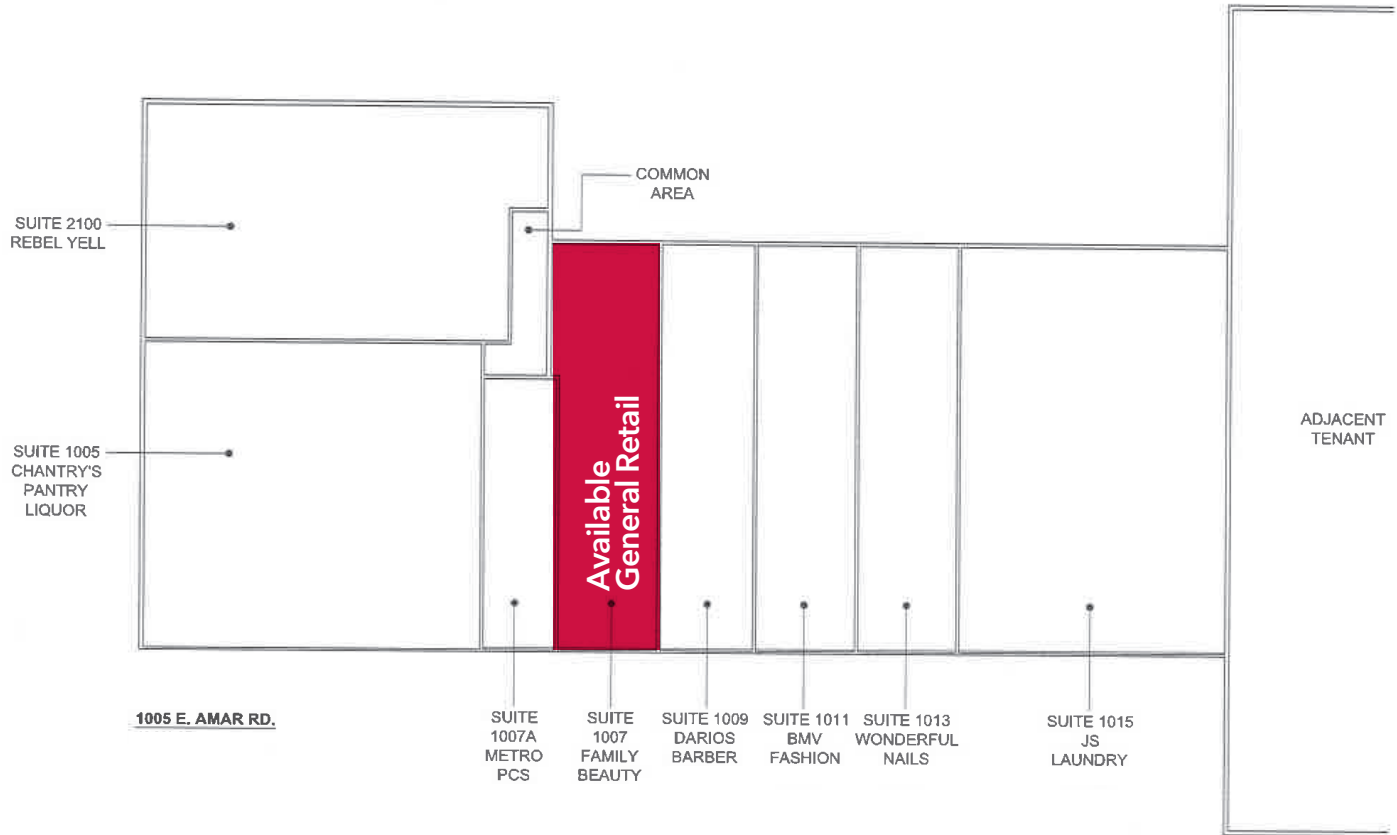 COMMON
AREA
SUITE 2100
REBEL YELL
SUITE 1005
CHANTRY'S
PANTRY
LIQUOR
Available
General Retail
ADJACENT
TENANT
1005 E. AMAR RD.
SUITE
1007A
METRO
PCS
SUITE
1007
FAMILY
BEAUTY
SUITE 1009
DARIOS
BARBER
SUITE 1011
BMV
FASHION
SUITE 1013
WONDERFUL
NAILS
SUITE 1015
JS
LAUNDRY